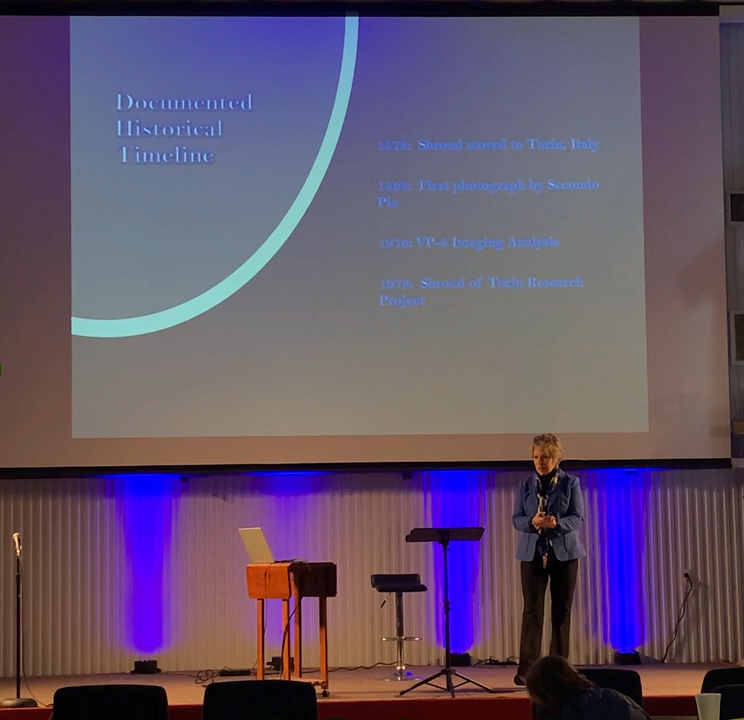 Documented
Historical
Timeline
1578: Shroud moved to Turin, Italy
1898: First photograph by Secondo
Pia
1976: VP-8 Imaging Analysis
1978: Shroud of Turin Research
Project